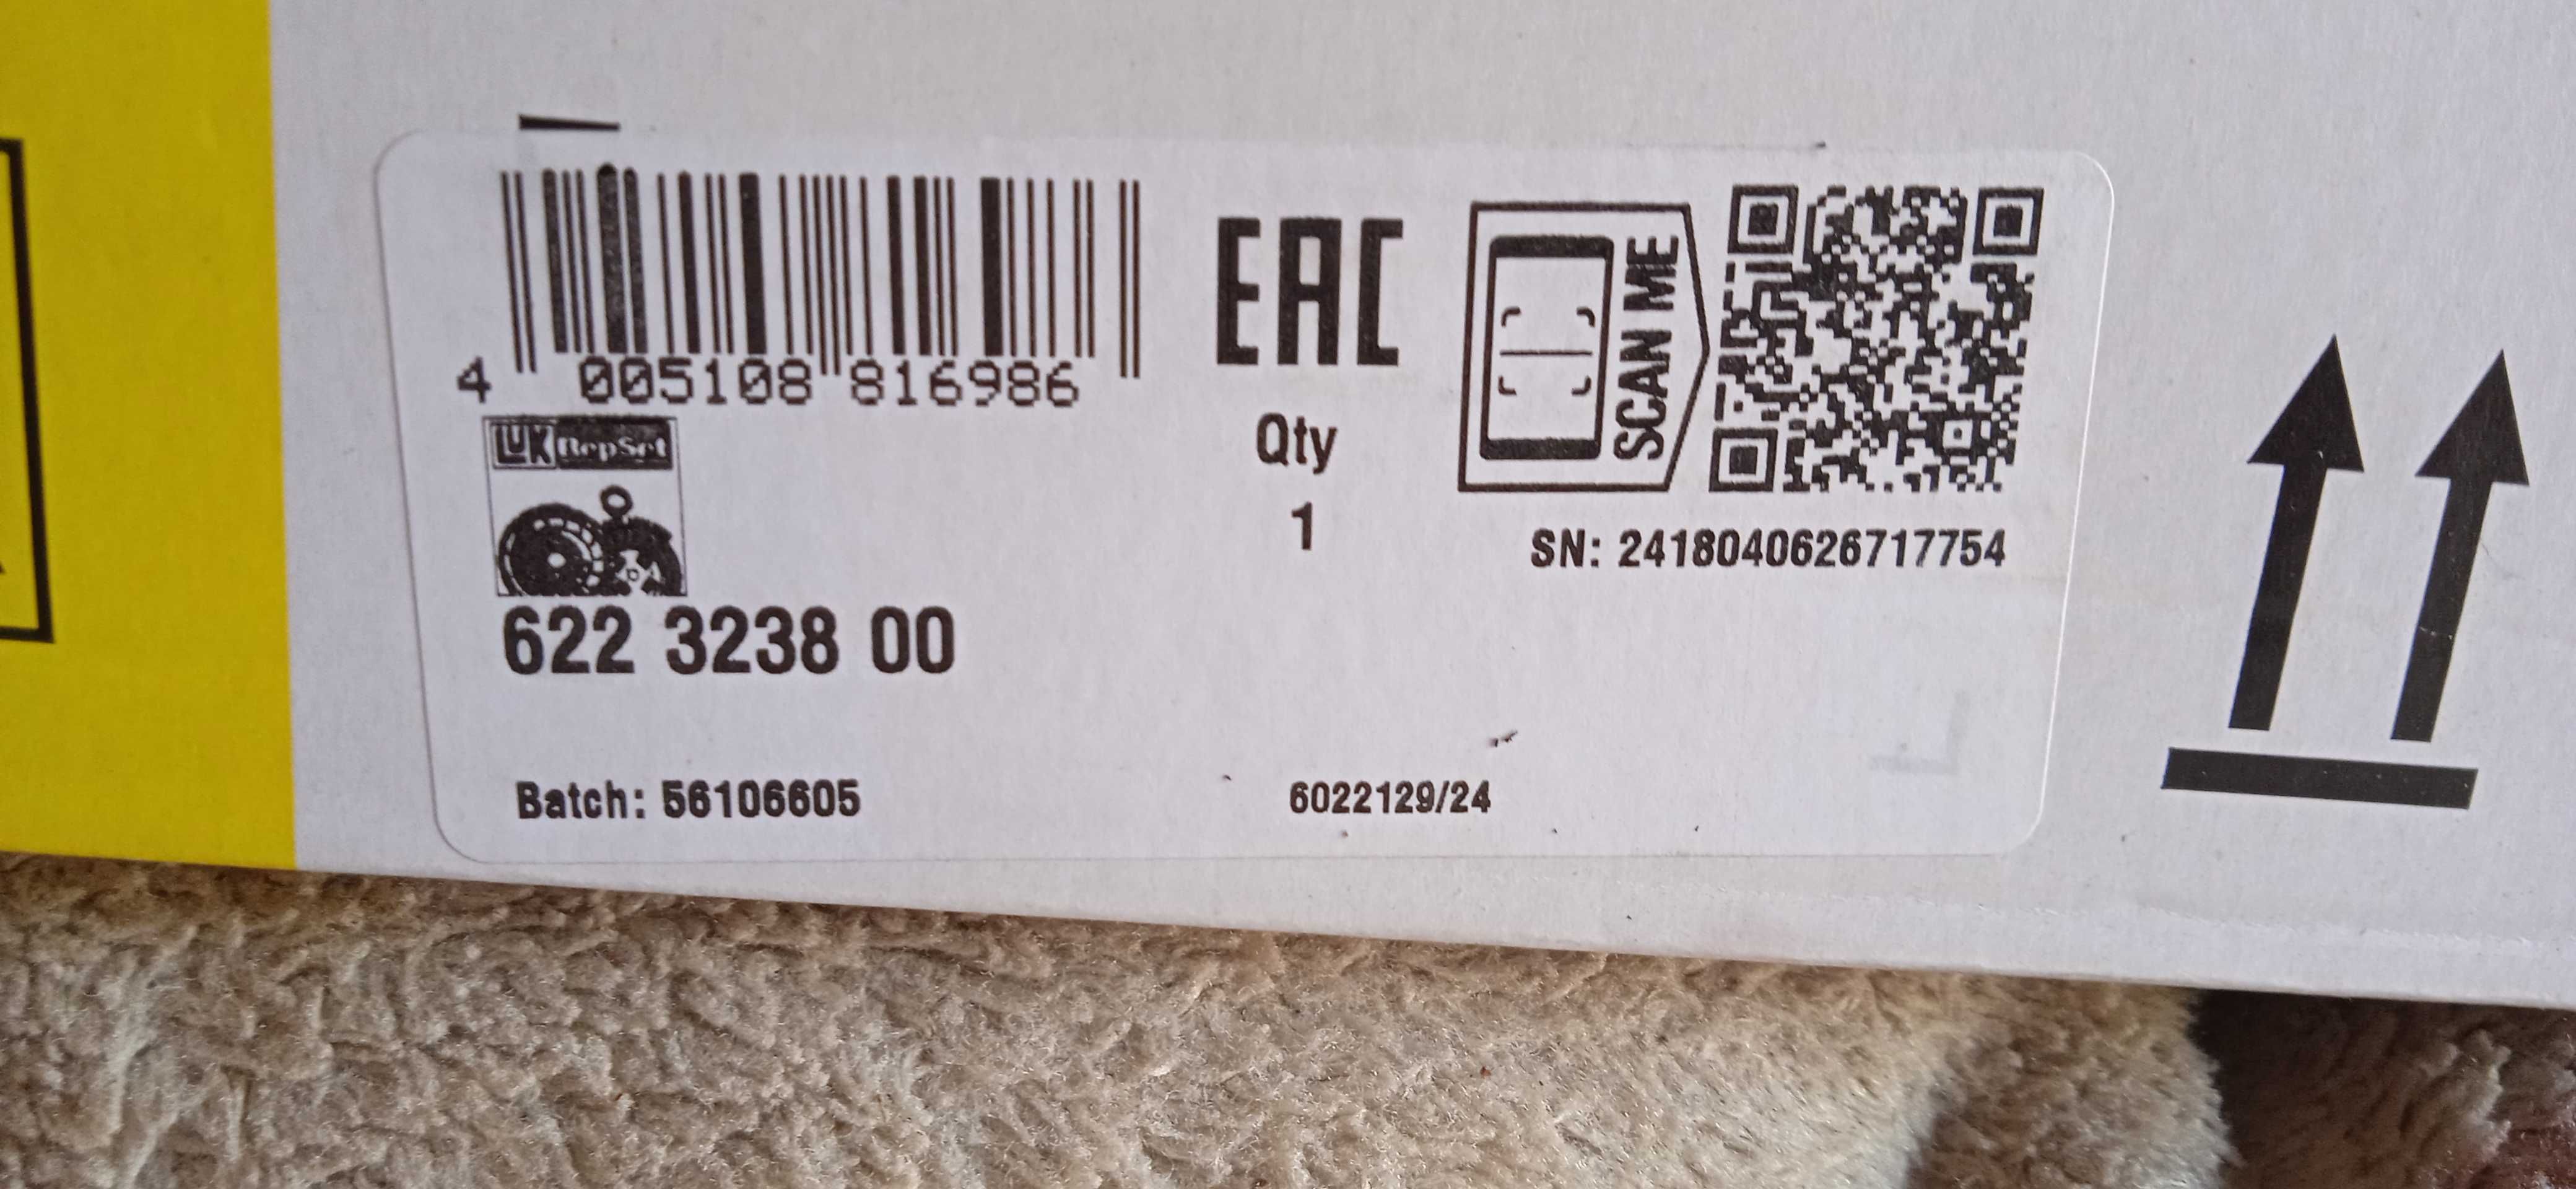 4 005108 816986
EAC
SCAN ME
LUK RepSet
Qty
1
SN: 2418040626717754
622 3238 00
Batch: 56106605
6022129/24